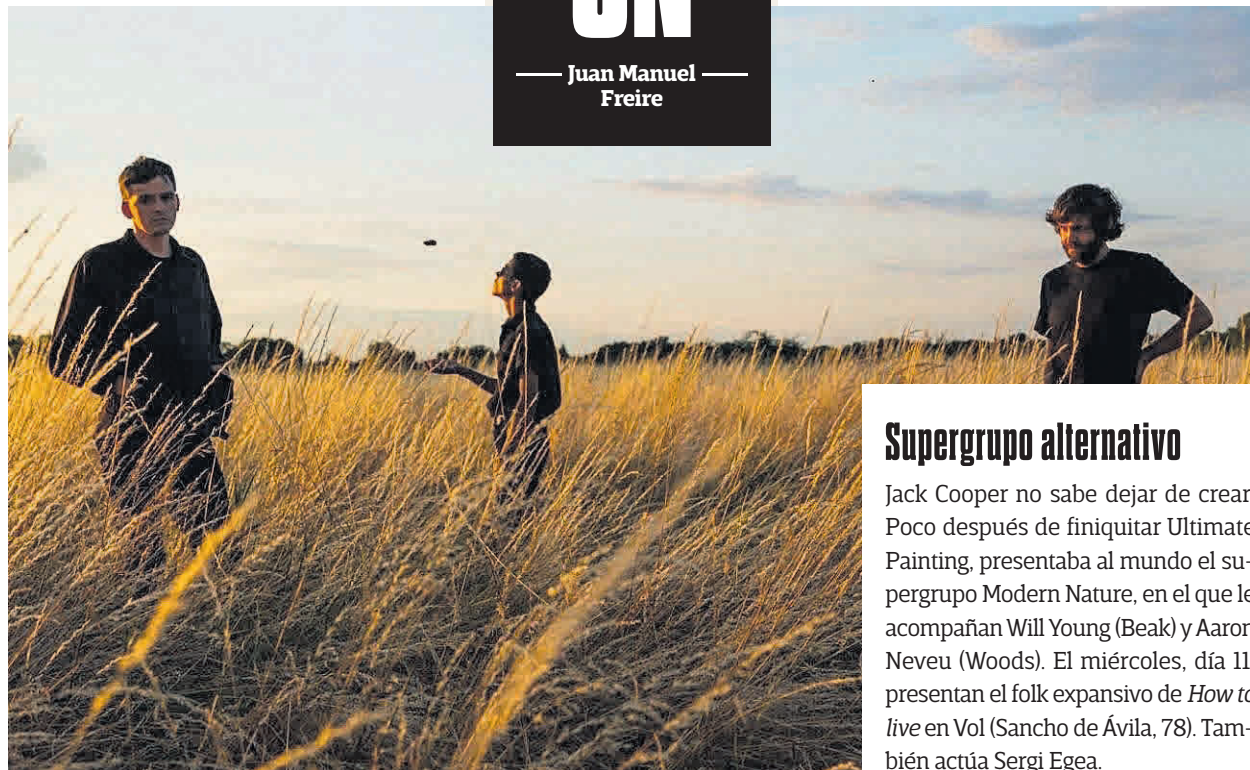 Juan Manuel
Freire
Supergrupo alternativo
Jack Cooper no sabe dejar de crear
Poco después de finiquitar Ultimate
Painting, presentaba al mundo el su-
pergrupo Modern Nature, en el que le
acompañan Will Young (Beak) y Aaron
Neveu (Woods). El miércoles, día 11
presentan el folk expansivo de How to
live en Vol (Sancho de Ávila, 78). Tam-
bién actúa Sergi Egea.